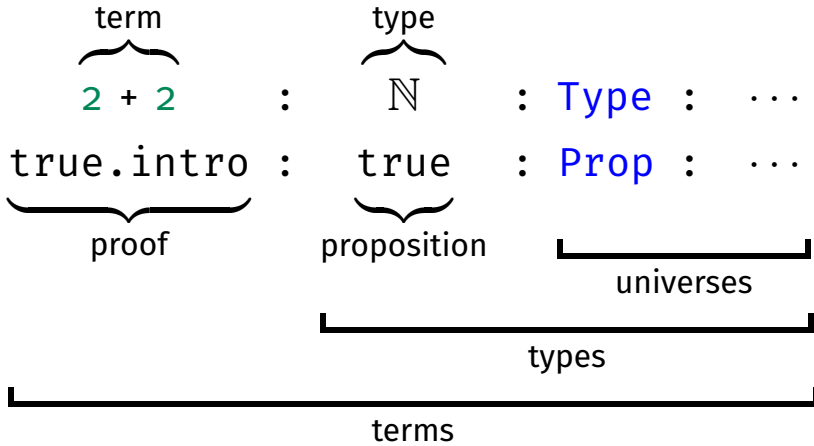 term type
2 + 2 : ℕ : Type : ···
true.intro : true : Prop : ···
proof proposition
universes
types
terms